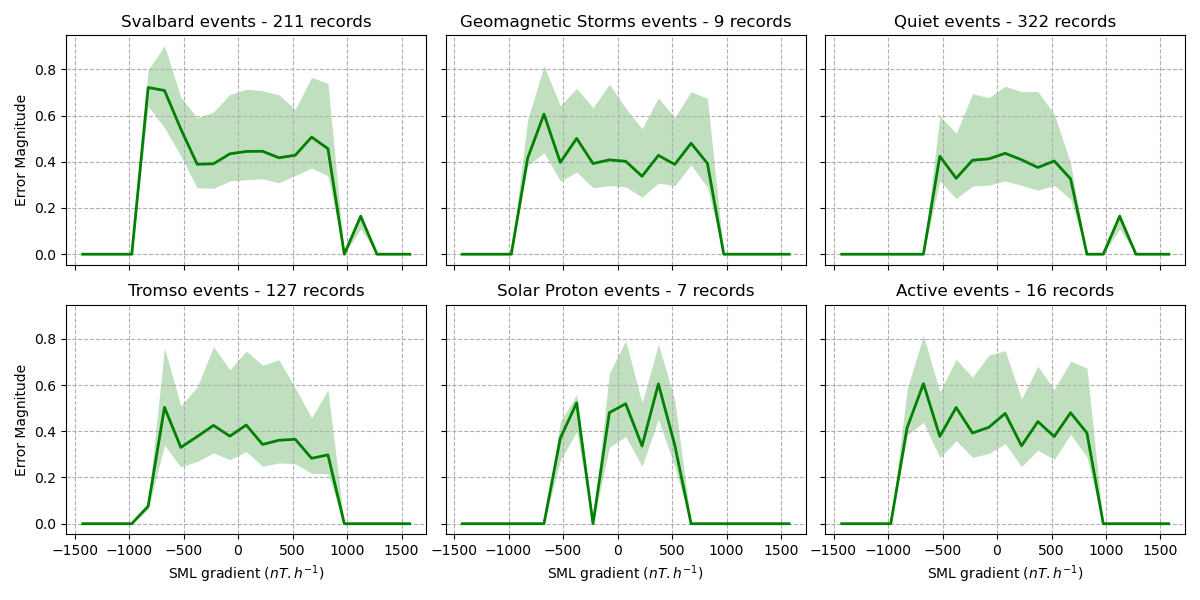 Svalbard events - 211 records
Geomagnetic Storms events - 9 records
Quiet events - 322 records
Error Magnitude
0.8
0.6
0.4
0.2
0.0
Tromso events - 127 records
Solar Proton events - 7 records
Active events - 16 records
Error Magnitude
0.8
0.6
0.4
0.2
0.0
−1500 −1000 −500 0 500 1000 1500
−1500 −1000 −500 0 500 1000 1500
−1500 −1000 −500 0 500 1000 1500
SML gradient (nT.h⁻¹)
SML gradient (nT.h⁻¹)
SML gradient (nT.h⁻¹)